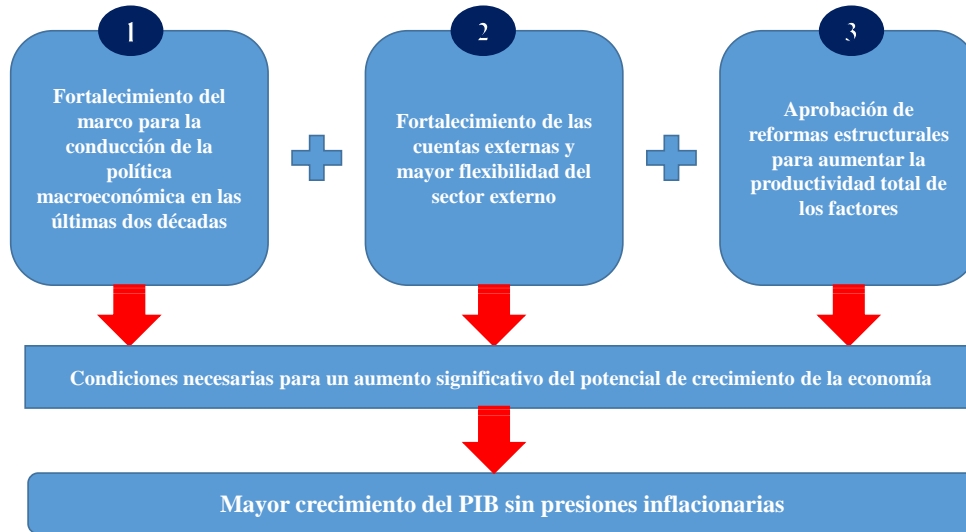 1
Fortalecimiento del
marco para la
conducción de la
política
macroeconómica en las
últimas dos décadas
2
Fortalecimiento de las
cuentas externas y
mayor flexibilidad del
sector externo
3
Aprobación de
reformas estructurales
para aumentar la
productividad total de
los factores
Condiciones necesarias para un aumento significativo del potencial de crecimiento de la economía
Mayor crecimiento del PIB sin presiones inflacionarias